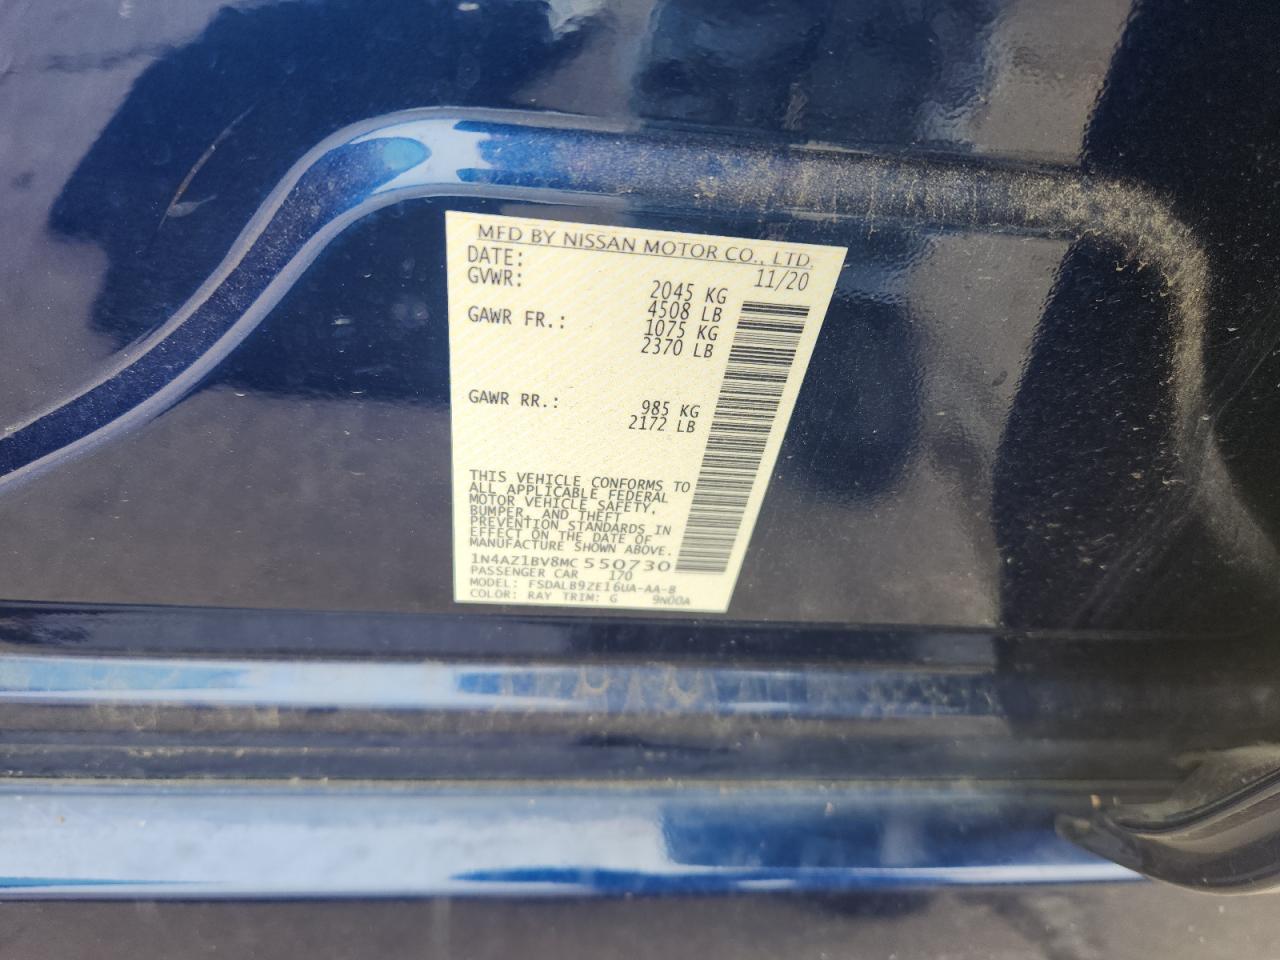 MFD BY NISSAN MOTOR CO., LTD.
DATE: 11/20
GVWR: 2045 KG
4508 LB
GAWR FR.: 1075 KG
2370 LB
GAWR RR.: 985 KG
2172 LB
THIS VEHICLE CONFORMS TO
ALL APPLICABLE FEDERAL
MOTOR VEHICLE SAFETY,
BUMPER, AND THEFT
PREVENTION STANDARDS IN
EFFECT ON THE DATE OF
MANUFACTURE SHOWN ABOVE.
1N4AZ1BV8MC 550730
PASSENGER CAR 170
MODEL: FSDALB9ZE16UA-AA-B
COLOR: RAY TRIM: G 9N00A